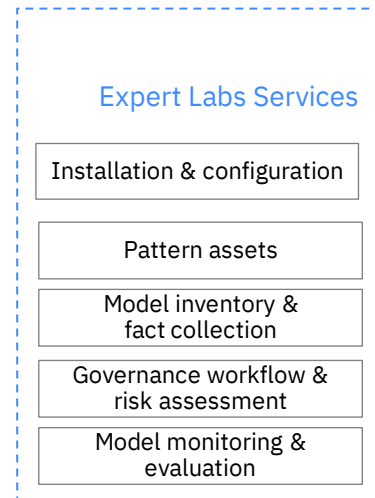 Expert Labs Services
Installation & configuration
Pattern assets
Model inventory &
fact collection
Governance workflow &
risk assessment
Model monitoring &
evaluation